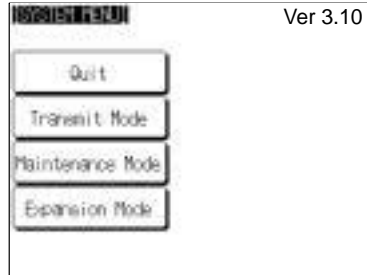 [SYSTEM MENU]
Ver 3.10
Quit
Transmit Mode
Maintenance Mode
Expansion Mode